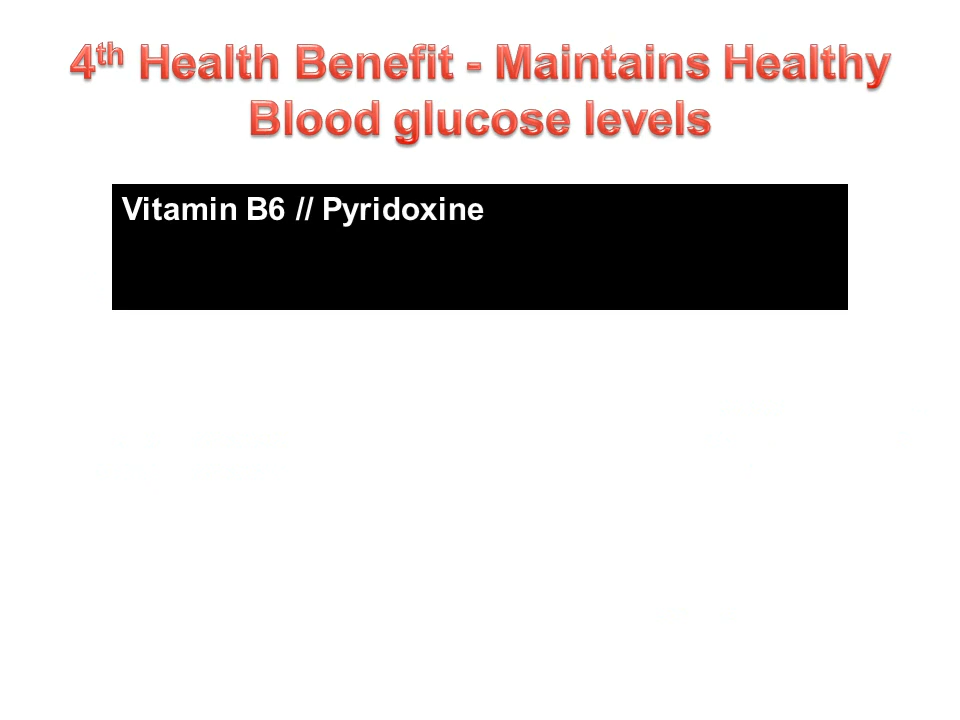 4th Health Benefit - Maintains Healthy
Blood glucose levels
Vitamin B6 // Pyridoxine